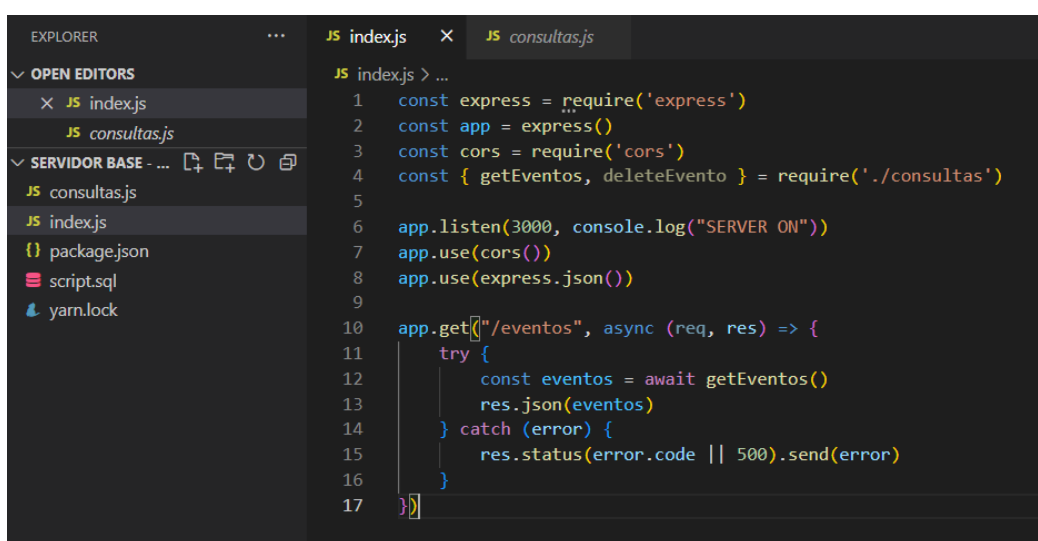 EXPLORER ...
OPEN EDITORS
JS index.js
JS consultas.js
SERVIDOR BASE - ...
JS consultas.js
JS index.js
{} package.json
script.sql
yarn.lock
JS index.js JS consultas.js
JS index.js > ...
1 const express = require('express')
2 const app = express()
3 const cors = require('cors')
4 const { getEventos, deleteEvento } = require('./consultas')
5
6 app.listen(3000, console.log("SERVER ON"))
7 app.use(cors())
8 app.use(express.json())
9
10 app.get("/eventos", async (req, res) => {
11 try {
12 const eventos = await getEventos()
13 res.json(eventos)
14 } catch (error) {
15 res.status(error.code || 500).send(error)
16 }
17 })